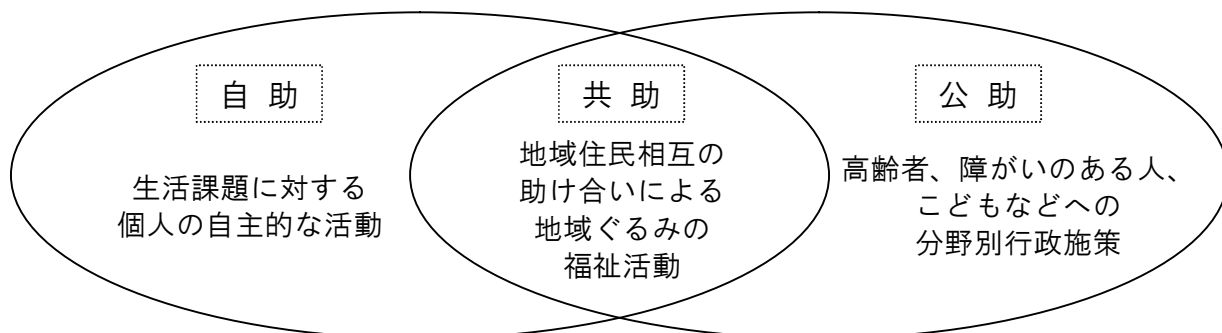 自 助
生活課題に対する
個人の自主的な活動
共 助
地域住民相互の
助け合いによる
地域ぐるみの
福祉活動
公 助
高齢者、障がいのある人、
こどもなどへの
分野別行政施策